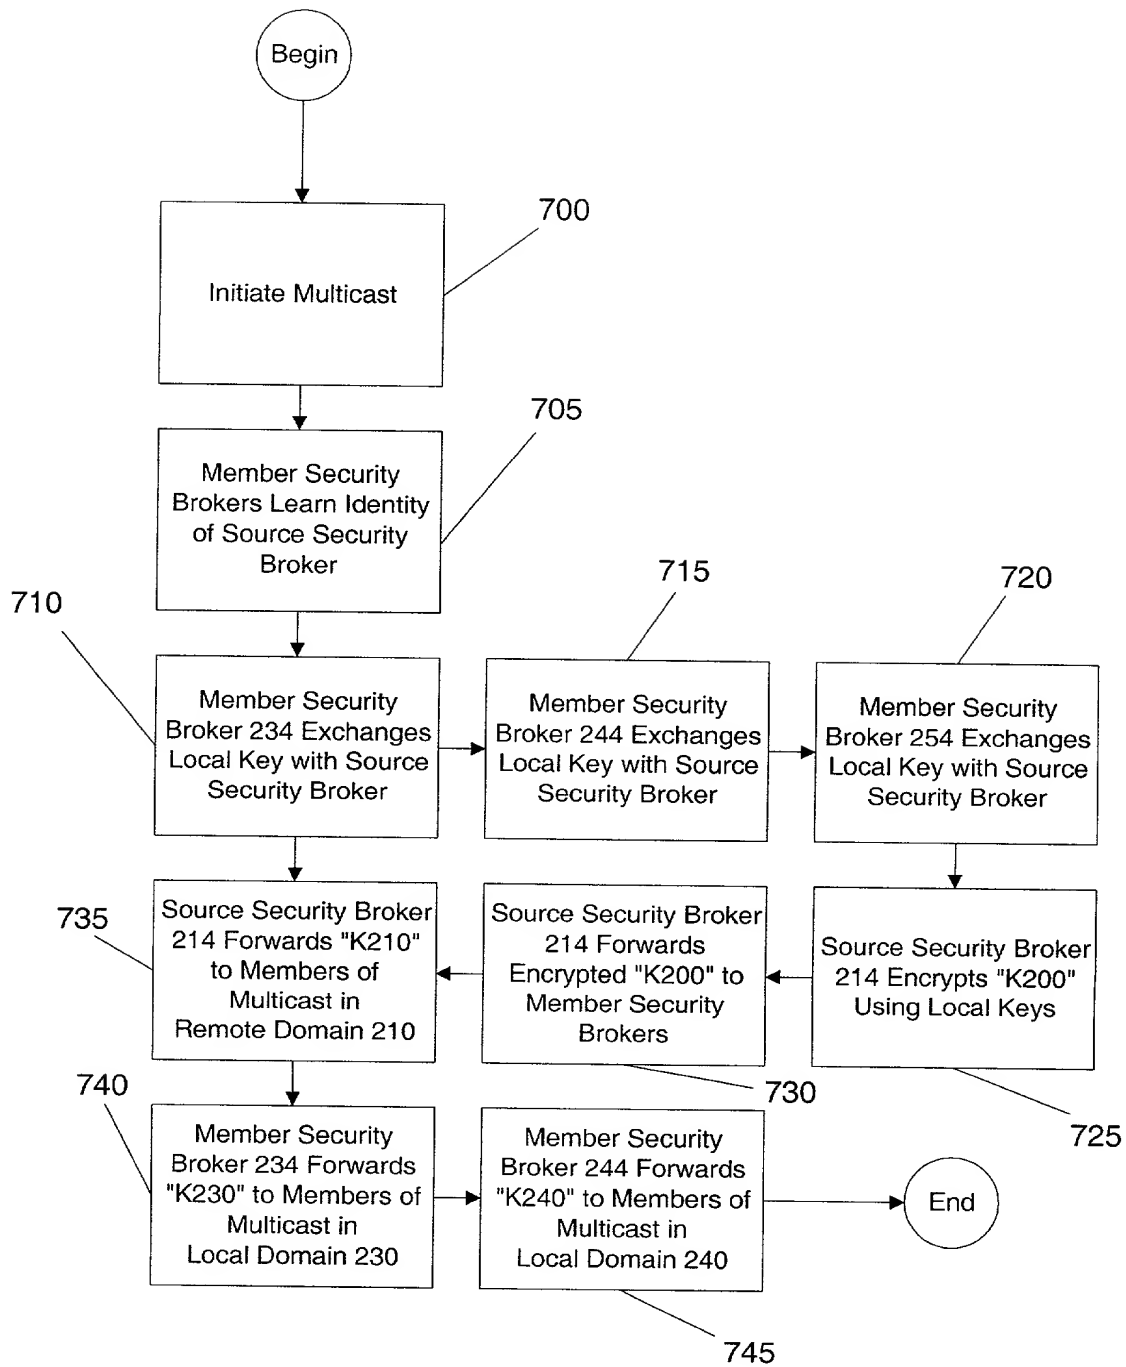 Begin
700
Initiate Multicast
705
Member Security
Brokers Learn Identity
of Source Security
Broker
710
715
720
Member Security
Broker 234 Exchanges
Local Key with Source
Security Broker
Member Security
Broker 244 Exchanges
Local Key with Source
Security Broker
Member Security
Broker 254 Exchanges
Local Key with Source
Security Broker
735
Source Security Broker
214 Forwards "K210"
to Members of
Multicast in
Remote Domain 210
Source Security Broker
214 Forwards
Encrypted "K200" to
Member Security
Brokers
Source Security Broker
214 Encrypts "K200"
Using Local Keys
740
730
725
Member Security
Broker 234 Forwards
"K230" to Members of
Multicast in
Local Domain 230
Member Security
Broker 244 Forwards
"K240" to Members of
Multicast in
Local Domain 240
End
745